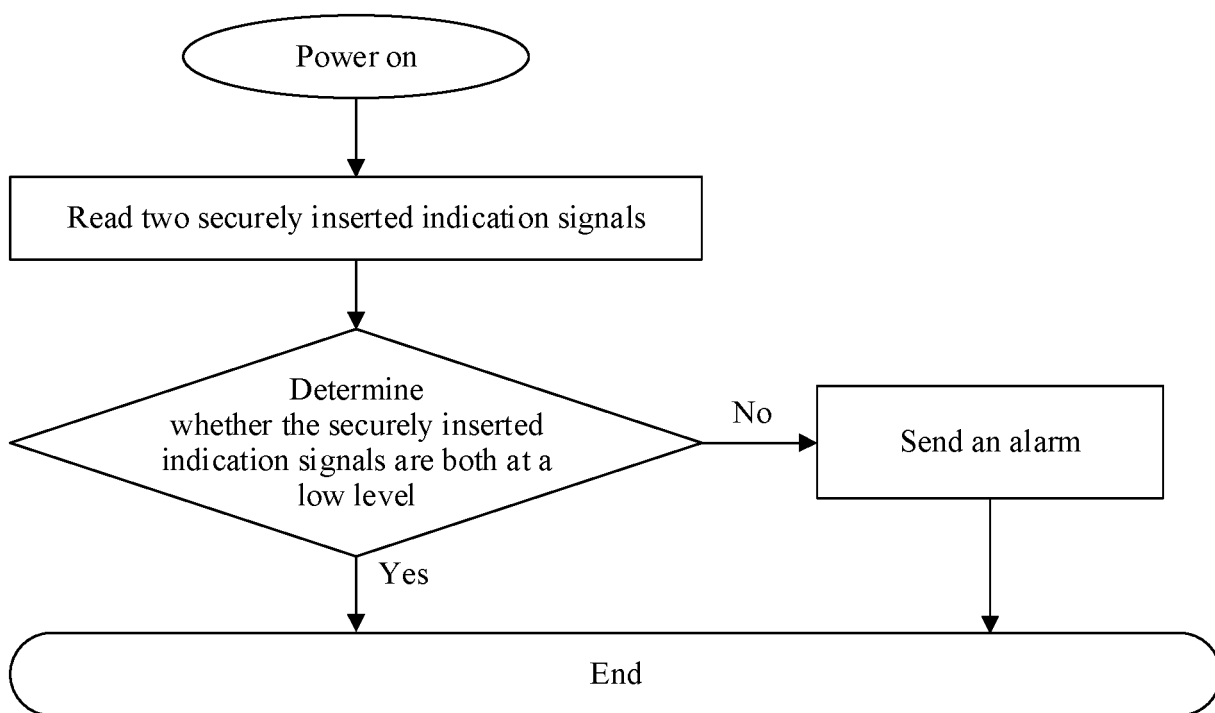 Power on
Read two securely inserted indication signals
Determine
whether the securely inserted
indication signals are both at a
low level
No
Send an alarm
Yes
End